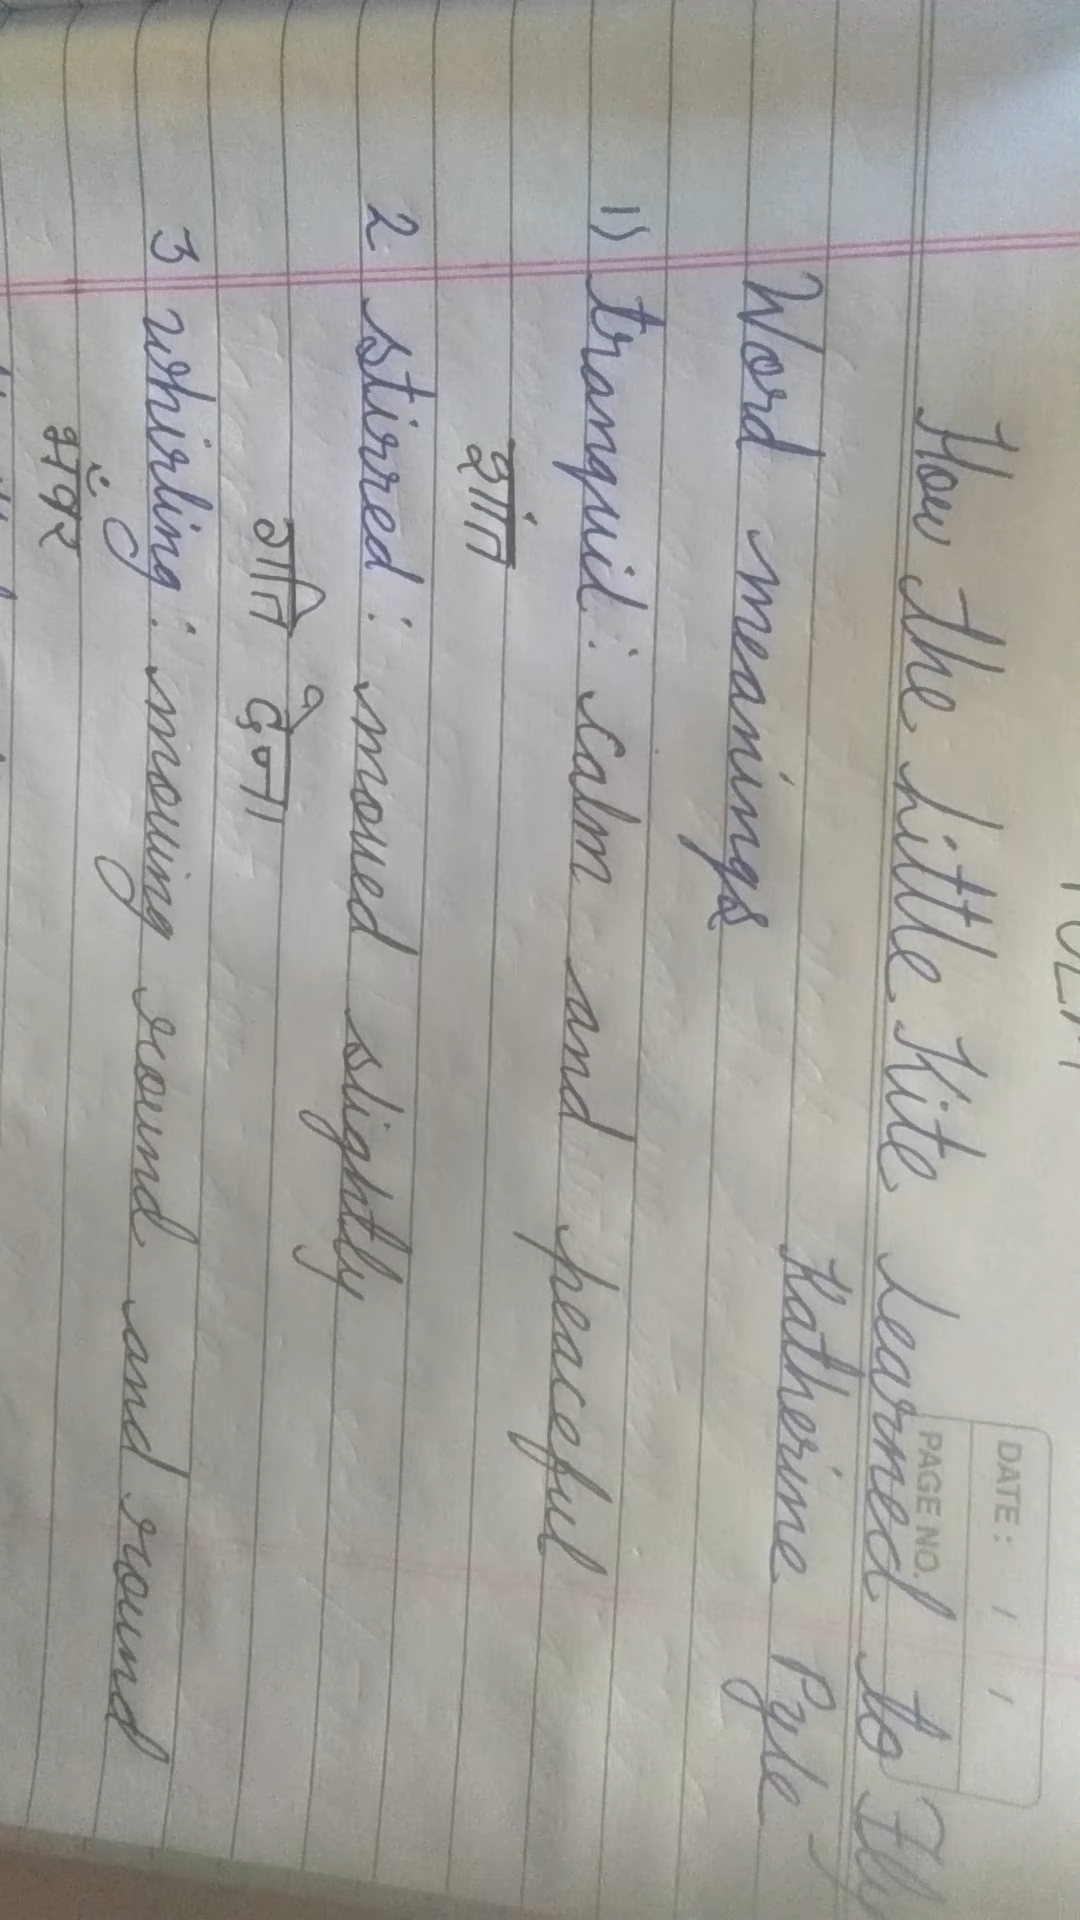 DATE: / /
PAGE NO.
How the little Kite learned to Fly
Katherine Pyle
Word meanings
1) tranquil: calm and peaceful
शांत
2 stirred: moved slightly
गति देना
3 whirling: moving round and round
भँवर